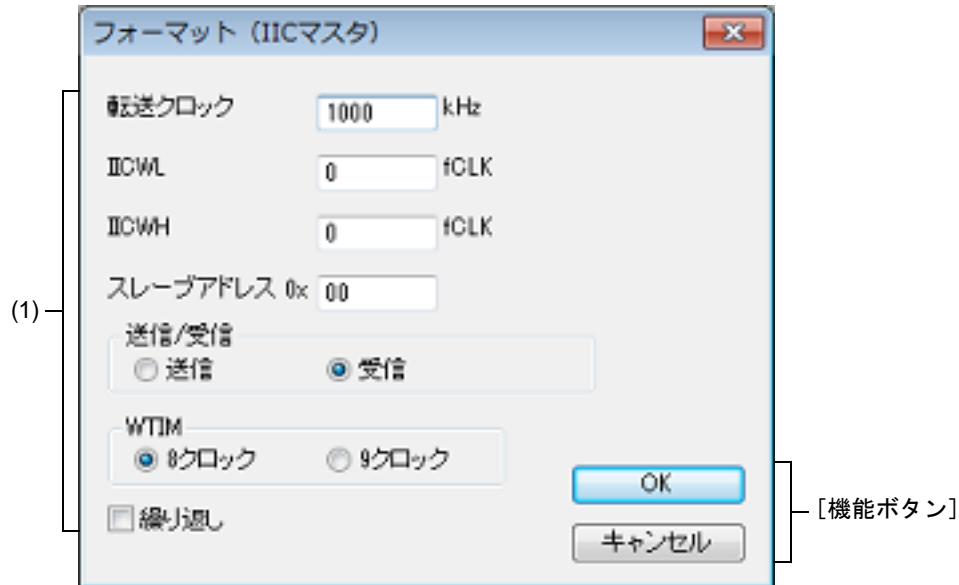 フォーマット（IICマスタ）
転送クロック 1000 kHz
IICWL 0 fCLK
IICWH 0 fCLK
スレーブアドレス 0x 00
(1)
送信/受信
送信 受信
WTIM
8クロック 9クロック
OK
［機能ボタン］
繰り返し
キャンセル